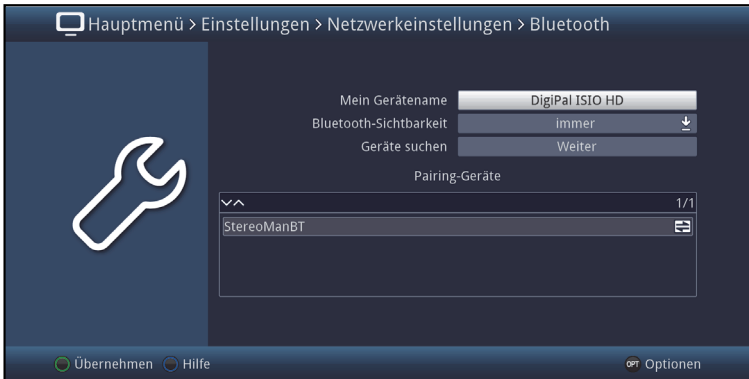 Hauptmenü > Einstellungen > Netzwerkeinstellungen > Bluetooth
Mein Gerätename DigiPal ISIO HD
Bluetooth-Sichtbarkeit immer
Geräte suchen Weiter
Pairing-Geräte
1/1
StereoManBT
Übernehmen Hilfe OPT Optionen